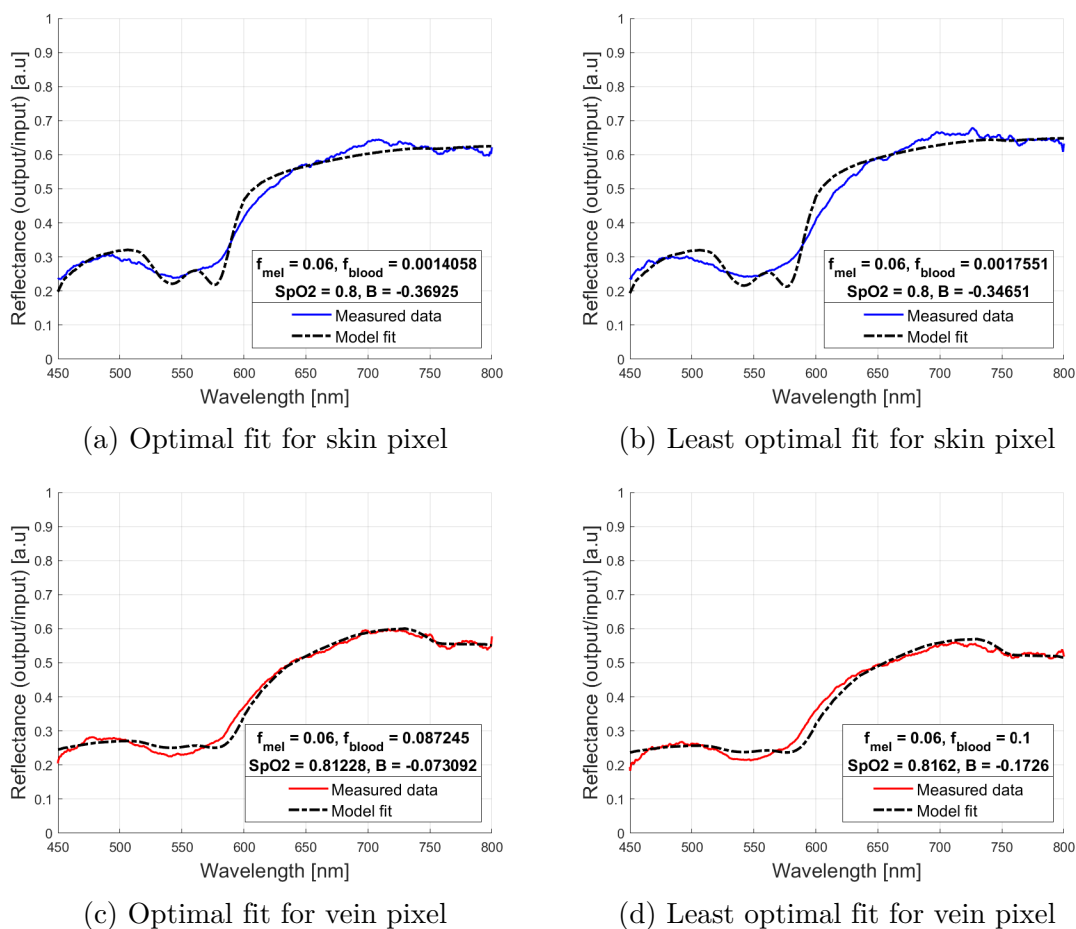 1
0.9
0.8
0.7
0.6
0.5
0.4
0.3
0.2
0.1
0
Reflectance (output/input) [a.u]
f_mel = 0.06, f_blood = 0.0014058
SpO2 = 0.8, B = -0.36925
Measured data
Model fit
450 500 550 600 650 700 750 800
Wavelength [nm]
(a) Optimal fit for skin pixel
1
0.9
0.8
0.7
0.6
0.5
0.4
0.3
0.2
0.1
0
Reflectance (output/input) [a.u]
f_mel = 0.06, f_blood = 0.0017551
SpO2 = 0.8, B = -0.34651
Measured data
Model fit
450 500 550 600 650 700 750 800
Wavelength [nm]
(b) Least optimal fit for skin pixel
1
0.9
0.8
0.7
0.6
0.5
0.4
0.3
0.2
0.1
0
Reflectance (output/input) [a.u]
f_mel = 0.06, f_blood = 0.087245
SpO2 = 0.81228, B = -0.073092
Measured data
Model fit
450 500 550 600 650 700 750 800
Wavelength [nm]
(c) Optimal fit for vein pixel
1
0.9
0.8
0.7
0.6
0.5
0.4
0.3
0.2
0.1
0
Reflectance (output/input) [a.u]
f_mel = 0.06, f_blood = 0.1
SpO2 = 0.8162, B = -0.1726
Measured data
Model fit
450 500 550 600 650 700 750 800
Wavelength [nm]
(d) Least optimal fit for vein pixel